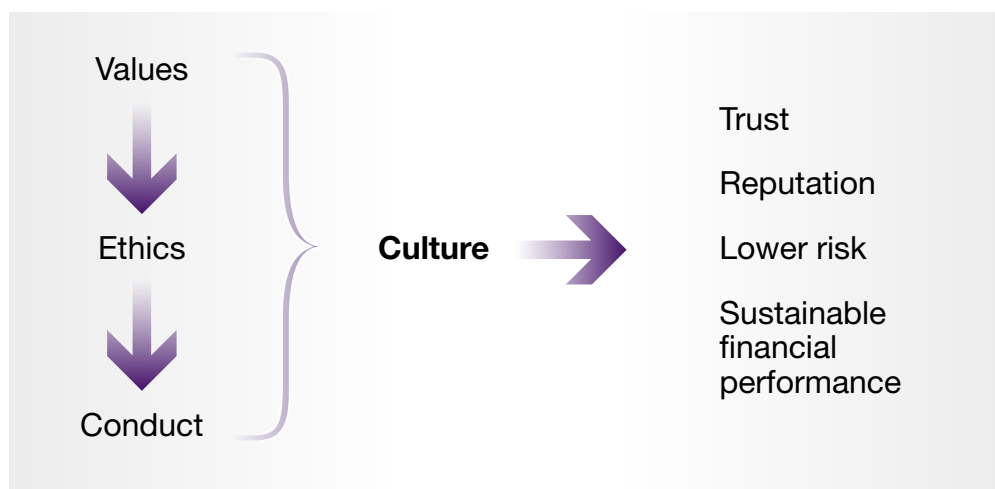 Values
Ethics
Conduct
Culture
Trust
Reputation
Lower risk
Sustainable
financial
performance